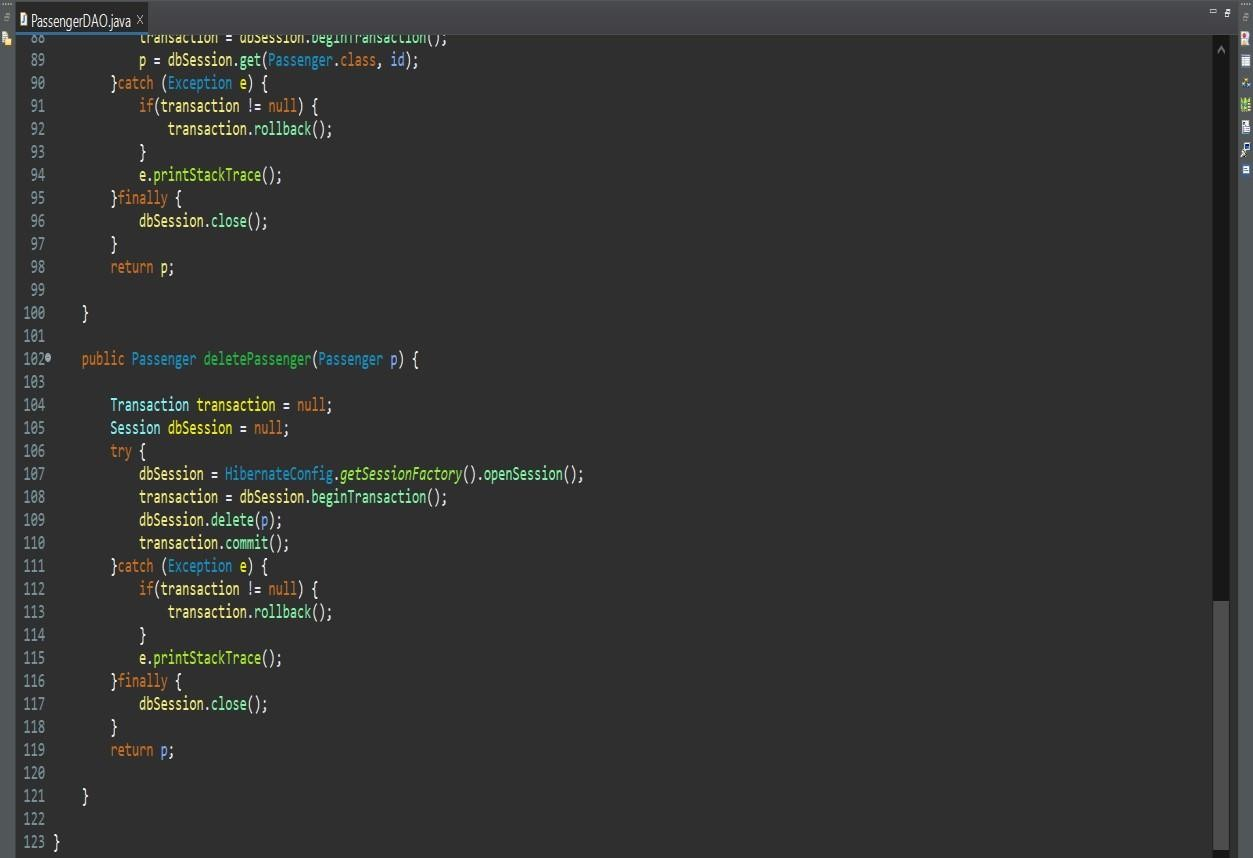 PassengerDAO.java
88 transaction = dbSession.beginTransaction();
89 p = dbSession.get(Passenger.class, id);
90 }catch (Exception e) {
91 if(transaction != null) {
92 transaction.rollback();
93 }
94 e.printStackTrace();
95 }finally {
96 dbSession.close();
97 }
98 return p;
99
100 }
101
102 public Passenger deletePassenger(Passenger p) {
103
104 Transaction transaction = null;
105 Session dbSession = null;
106 try {
107 dbSession = HibernateConfig.getSessionFactory().openSession();
108 transaction = dbSession.beginTransaction();
109 dbSession.delete(p);
110 transaction.commit();
111 }catch (Exception e) {
112 if(transaction != null) {
113 transaction.rollback();
114 }
115 e.printStackTrace();
116 }finally {
117 dbSession.close();
118 }
119 return p;
120
121 }
122
123 }